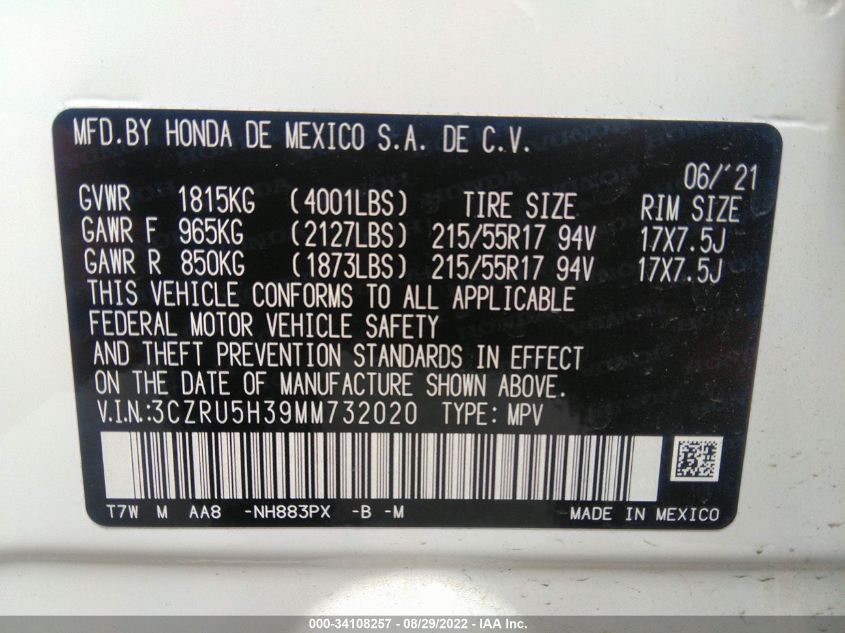 MFD.BY HONDA DE MEXICO S.A. DE C.V.
06/'21
GVWR 1815KG (4001LBS) TIRE SIZE RIM SIZE
GAWR F 965KG (2127LBS) 215/55R17 94V 17X7.5J
GAWR R 850KG (1873LBS) 215/55R17 94V 17X7.5J
THIS VEHICLE CONFORMS TO ALL APPLICABLE
FEDERAL MOTOR VEHICLE SAFETY
AND THEFT PREVENTION STANDARDS IN EFFECT
ON THE DATE OF MANUFACTURE SHOWN ABOVE.
V.I.N.:3CZRU5H39MM732020 TYPE: MPV
T7W M AA8 -NH883PX -B -M MADE IN MEXICO
000-34108257 - 08/29/2022 - IAA Inc.